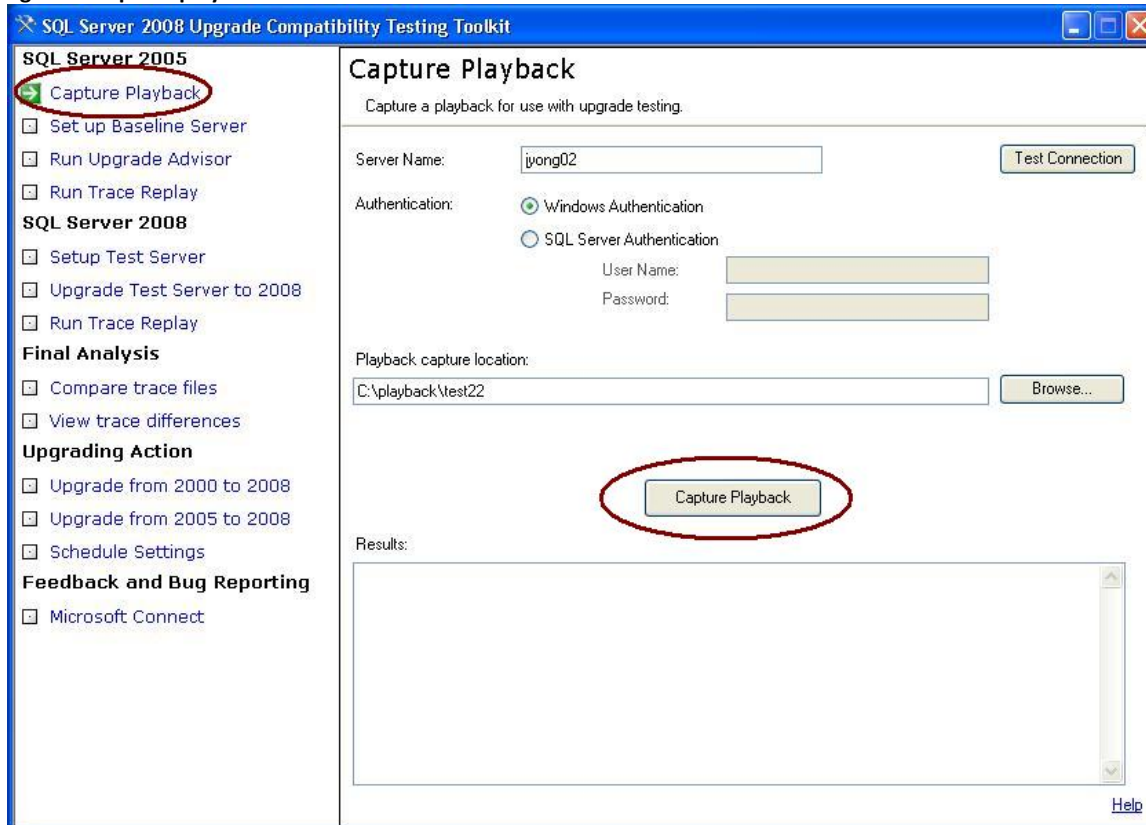 SQL Server 2008 Upgrade Compatibility Testing Toolkit
SQL Server 2005
Capture Playback
Set up Baseline Server
Run Upgrade Advisor
Run Trace Replay
SQL Server 2008
Setup Test Server
Upgrade Test Server to 2008
Run Trace Replay
Final Analysis
Compare trace files
View trace differences
Upgrading Action
Upgrade from 2000 to 2008
Upgrade from 2005 to 2008
Schedule Settings
Feedback and Bug Reporting
Microsoft Connect
Capture Playback
Capture a playback for use with upgrade testing.
Server Name: jyong02 Test Connection
Authentication: Windows Authentication
SQL Server Authentication
User Name:
Password:
Playback capture location:
C:\playback\test22 Browse...
Capture Playback
Results:
Help